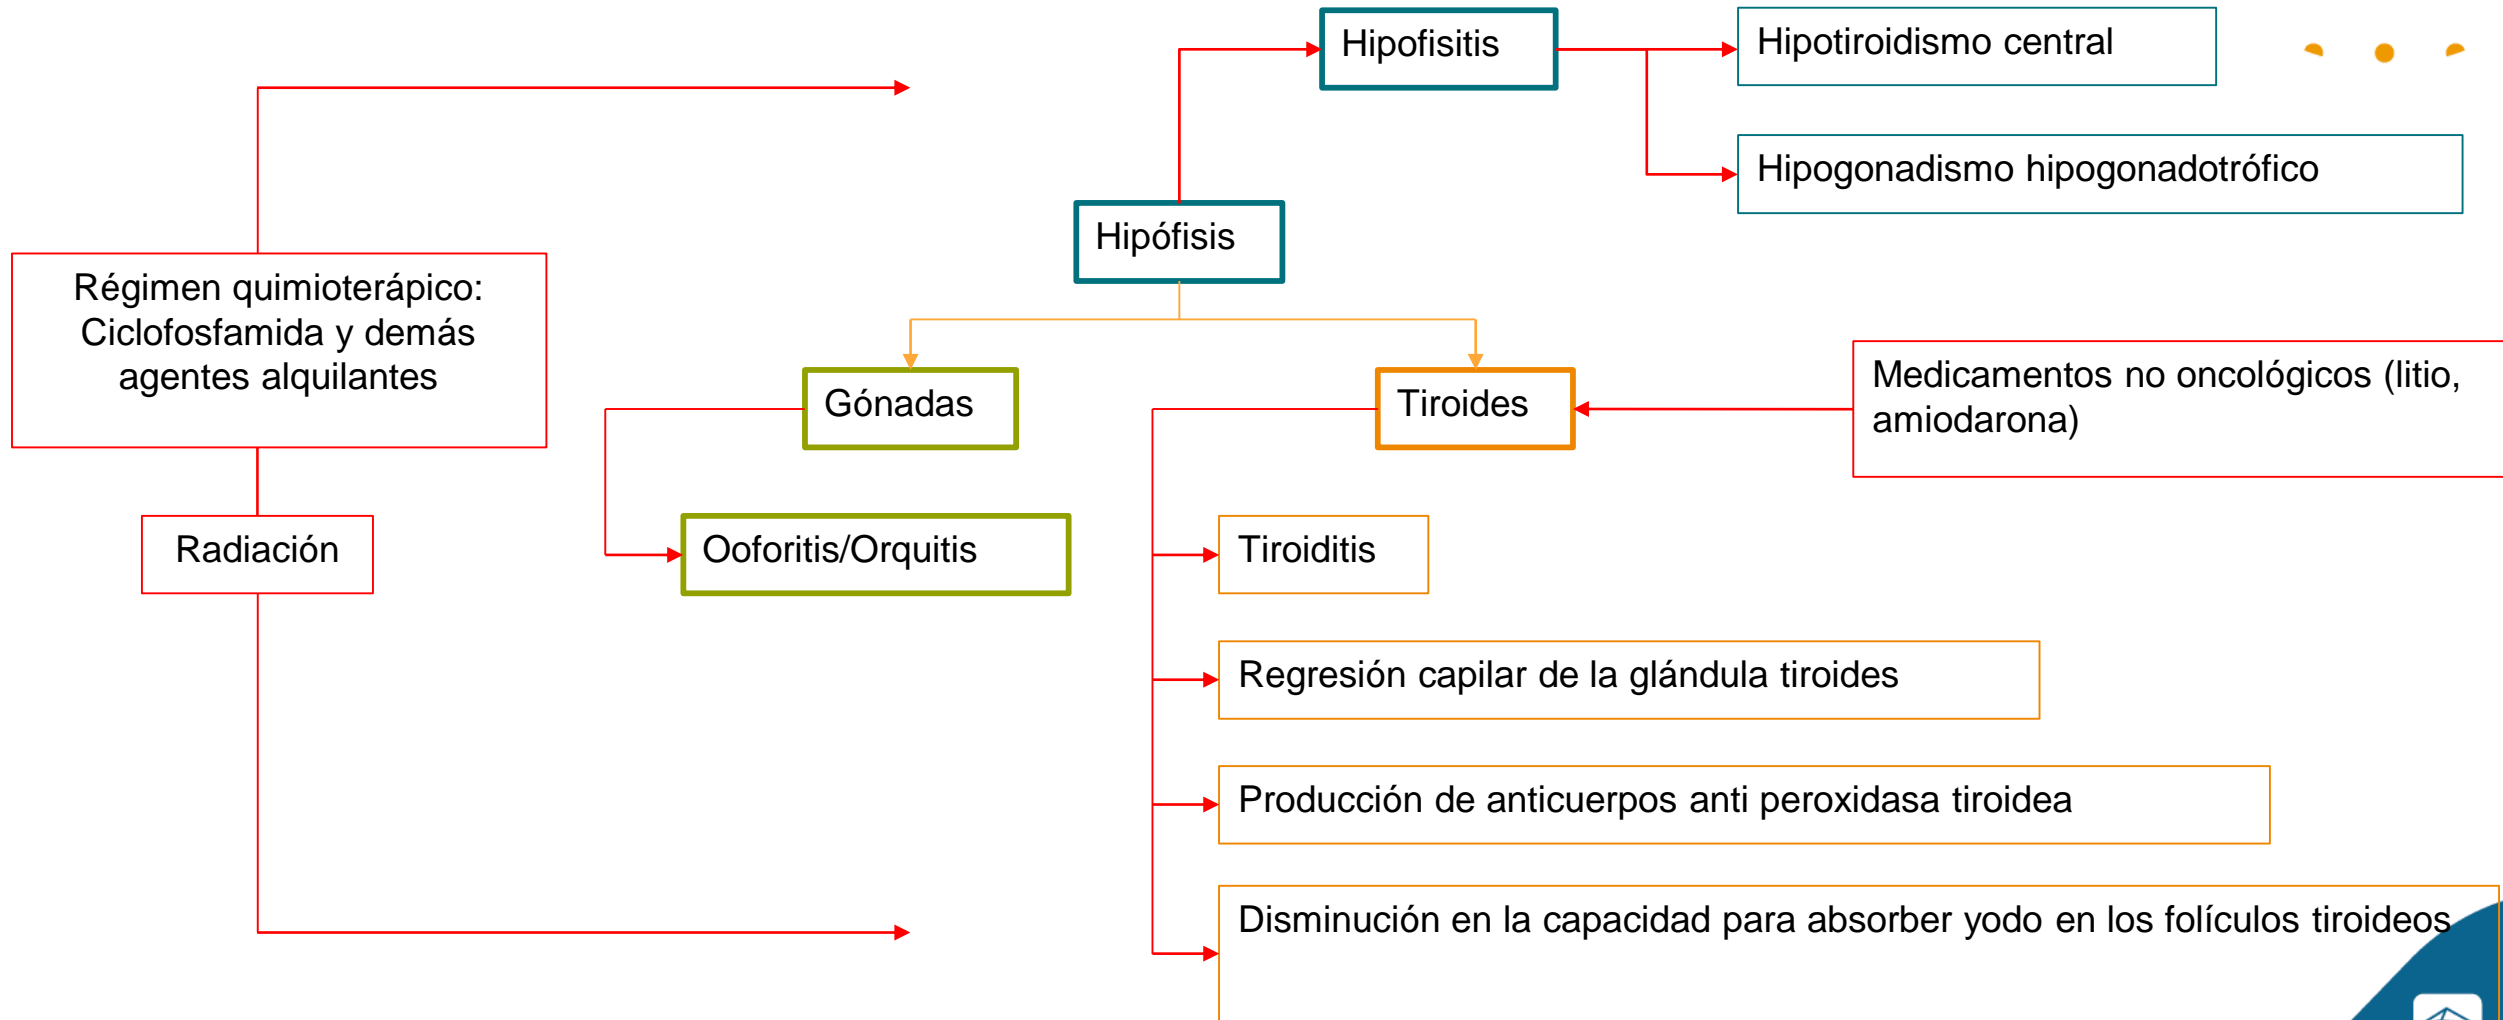 Hipofisitis
Hipotiroidismo central
Hipogonadismo hipogonadotrófico
Hipófisis
Régimen quimioterápico:
Ciclofosfamida y demás
agentes alquilantes
Gónadas
Tiroides
Medicamentos no oncológicos (litio,
amiodarona)
Radiación
Ooforitis/Orquitis
Tiroiditis
Regresión capilar de la glándula tiroides
Producción de anticuerpos anti peroxidasa tiroidea
Disminución en la capacidad para absorber yodo en los folículos tiroideos